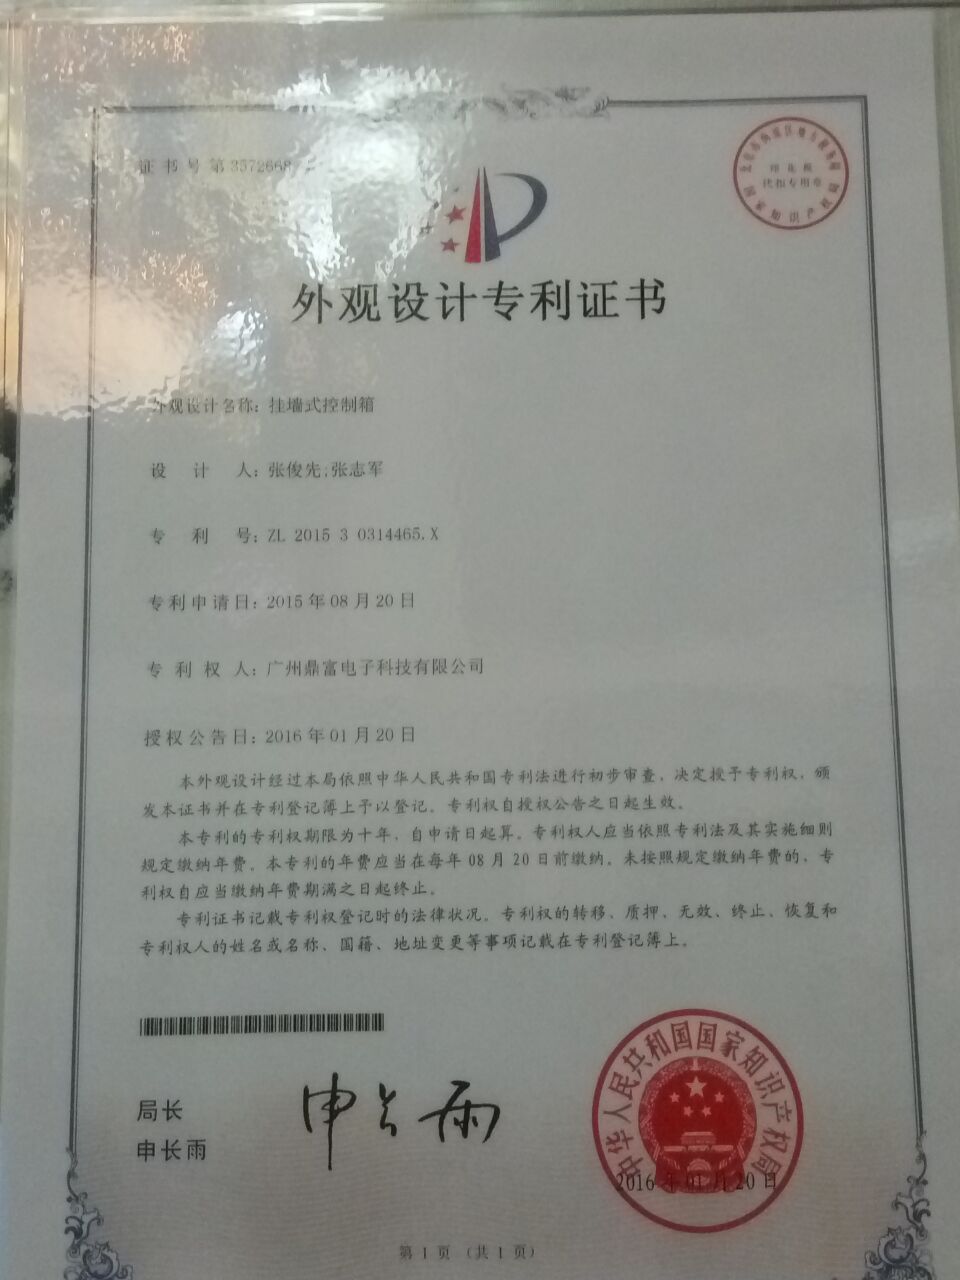 证书号第3572668
印花税
代扣专用章
国家知识产权局
外观设计专利证书
外观设计名称：挂墙式控制箱
设计人：张俊先;张志军
专利号：ZL 2015 3 0314465.X
专利申请日：2015年08月20日
专利权人：广州鼎富电子科技有限公司
授权公告日：2016年01月20日
本外观设计经过本局依照中华人民共和国专利法进行初步审查，决定授予专利权，颁
发本证书并在专利登记簿上予以登记。专利权自授权公告之日起生效。
本专利的专利权期限为十年，自申请日起算。专利权人应当依照专利法及其实施细则
规定缴纳年费。本专利的年费应当在每年08月20日前缴纳。未按照规定缴纳年费的，专
利权自应当缴纳年费期满之日起终止。
专利证书记载专利权登记时的法律状况。专利权的转移、质押、无效、终止、恢复和
专利权人的姓名或名称、国籍、地址变更等事项记载在专利登记簿上。
局长
申长雨
申长雨
中华人民共和国国家知识产权局
2016年01月20日
第1页（共1页）